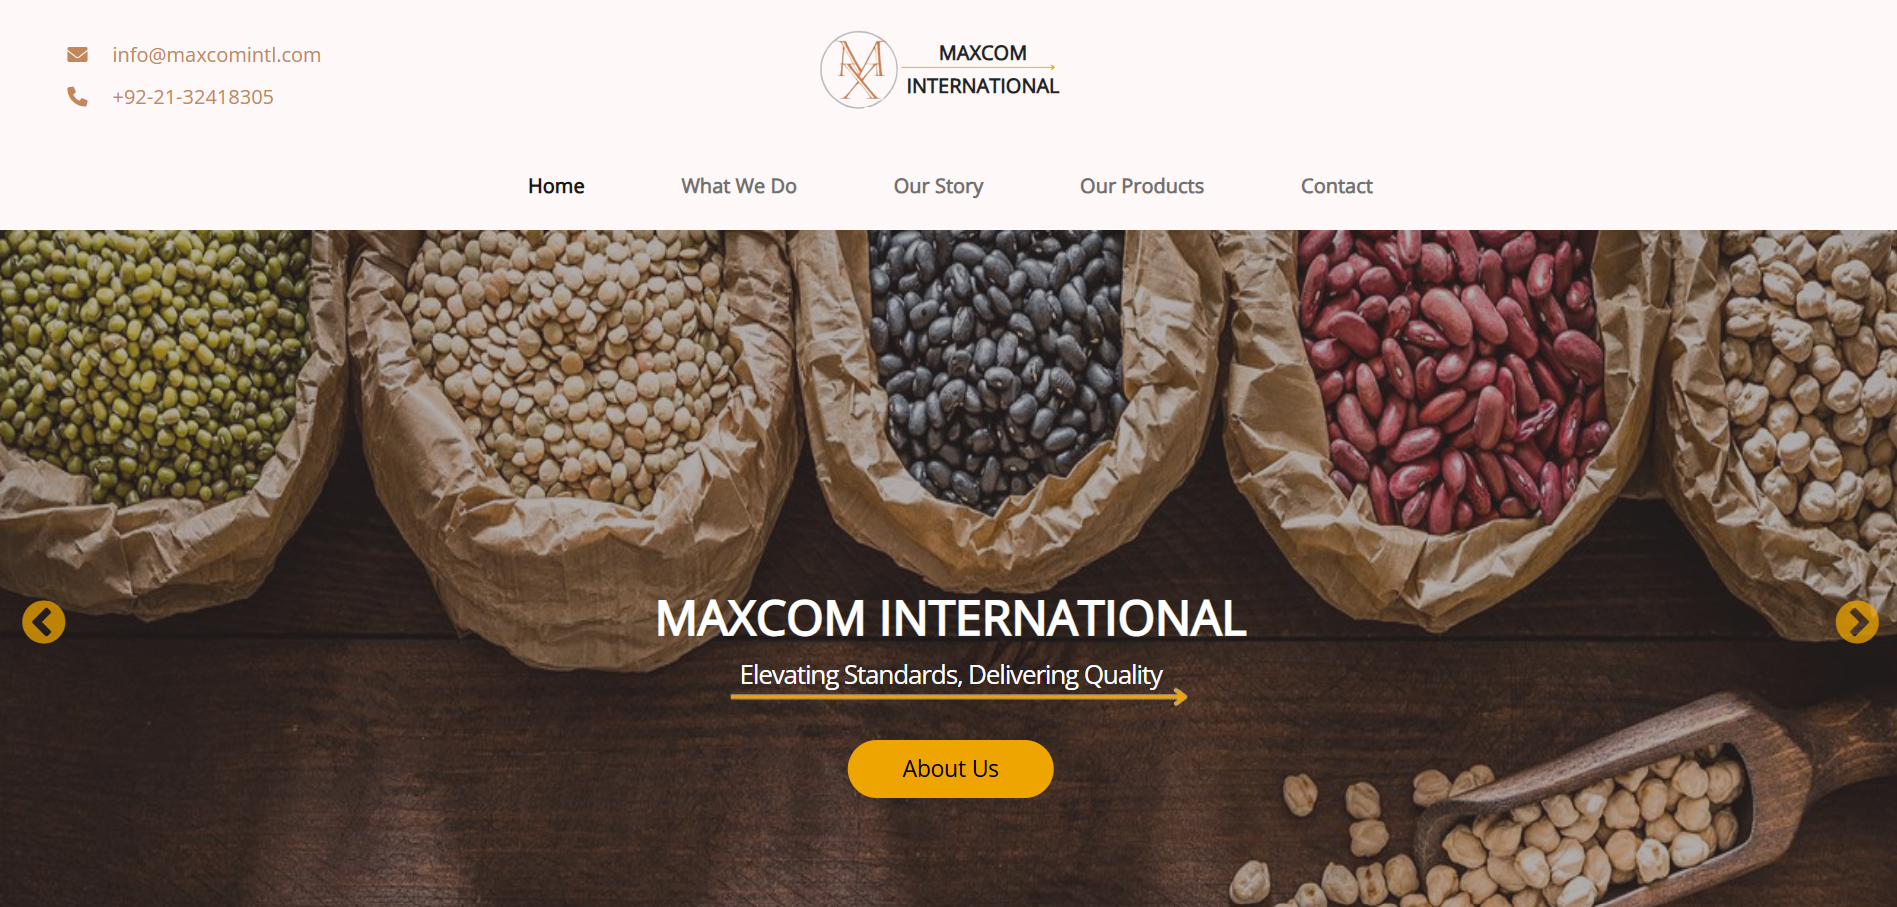 info@maxcomintl.com
+92-21-32418305
MAXCOM
INTERNATIONAL
Home
What We Do
Our Story
Our Products
Contact
MAXCOM INTERNATIONAL
Elevating Standards, Delivering Quality
About Us